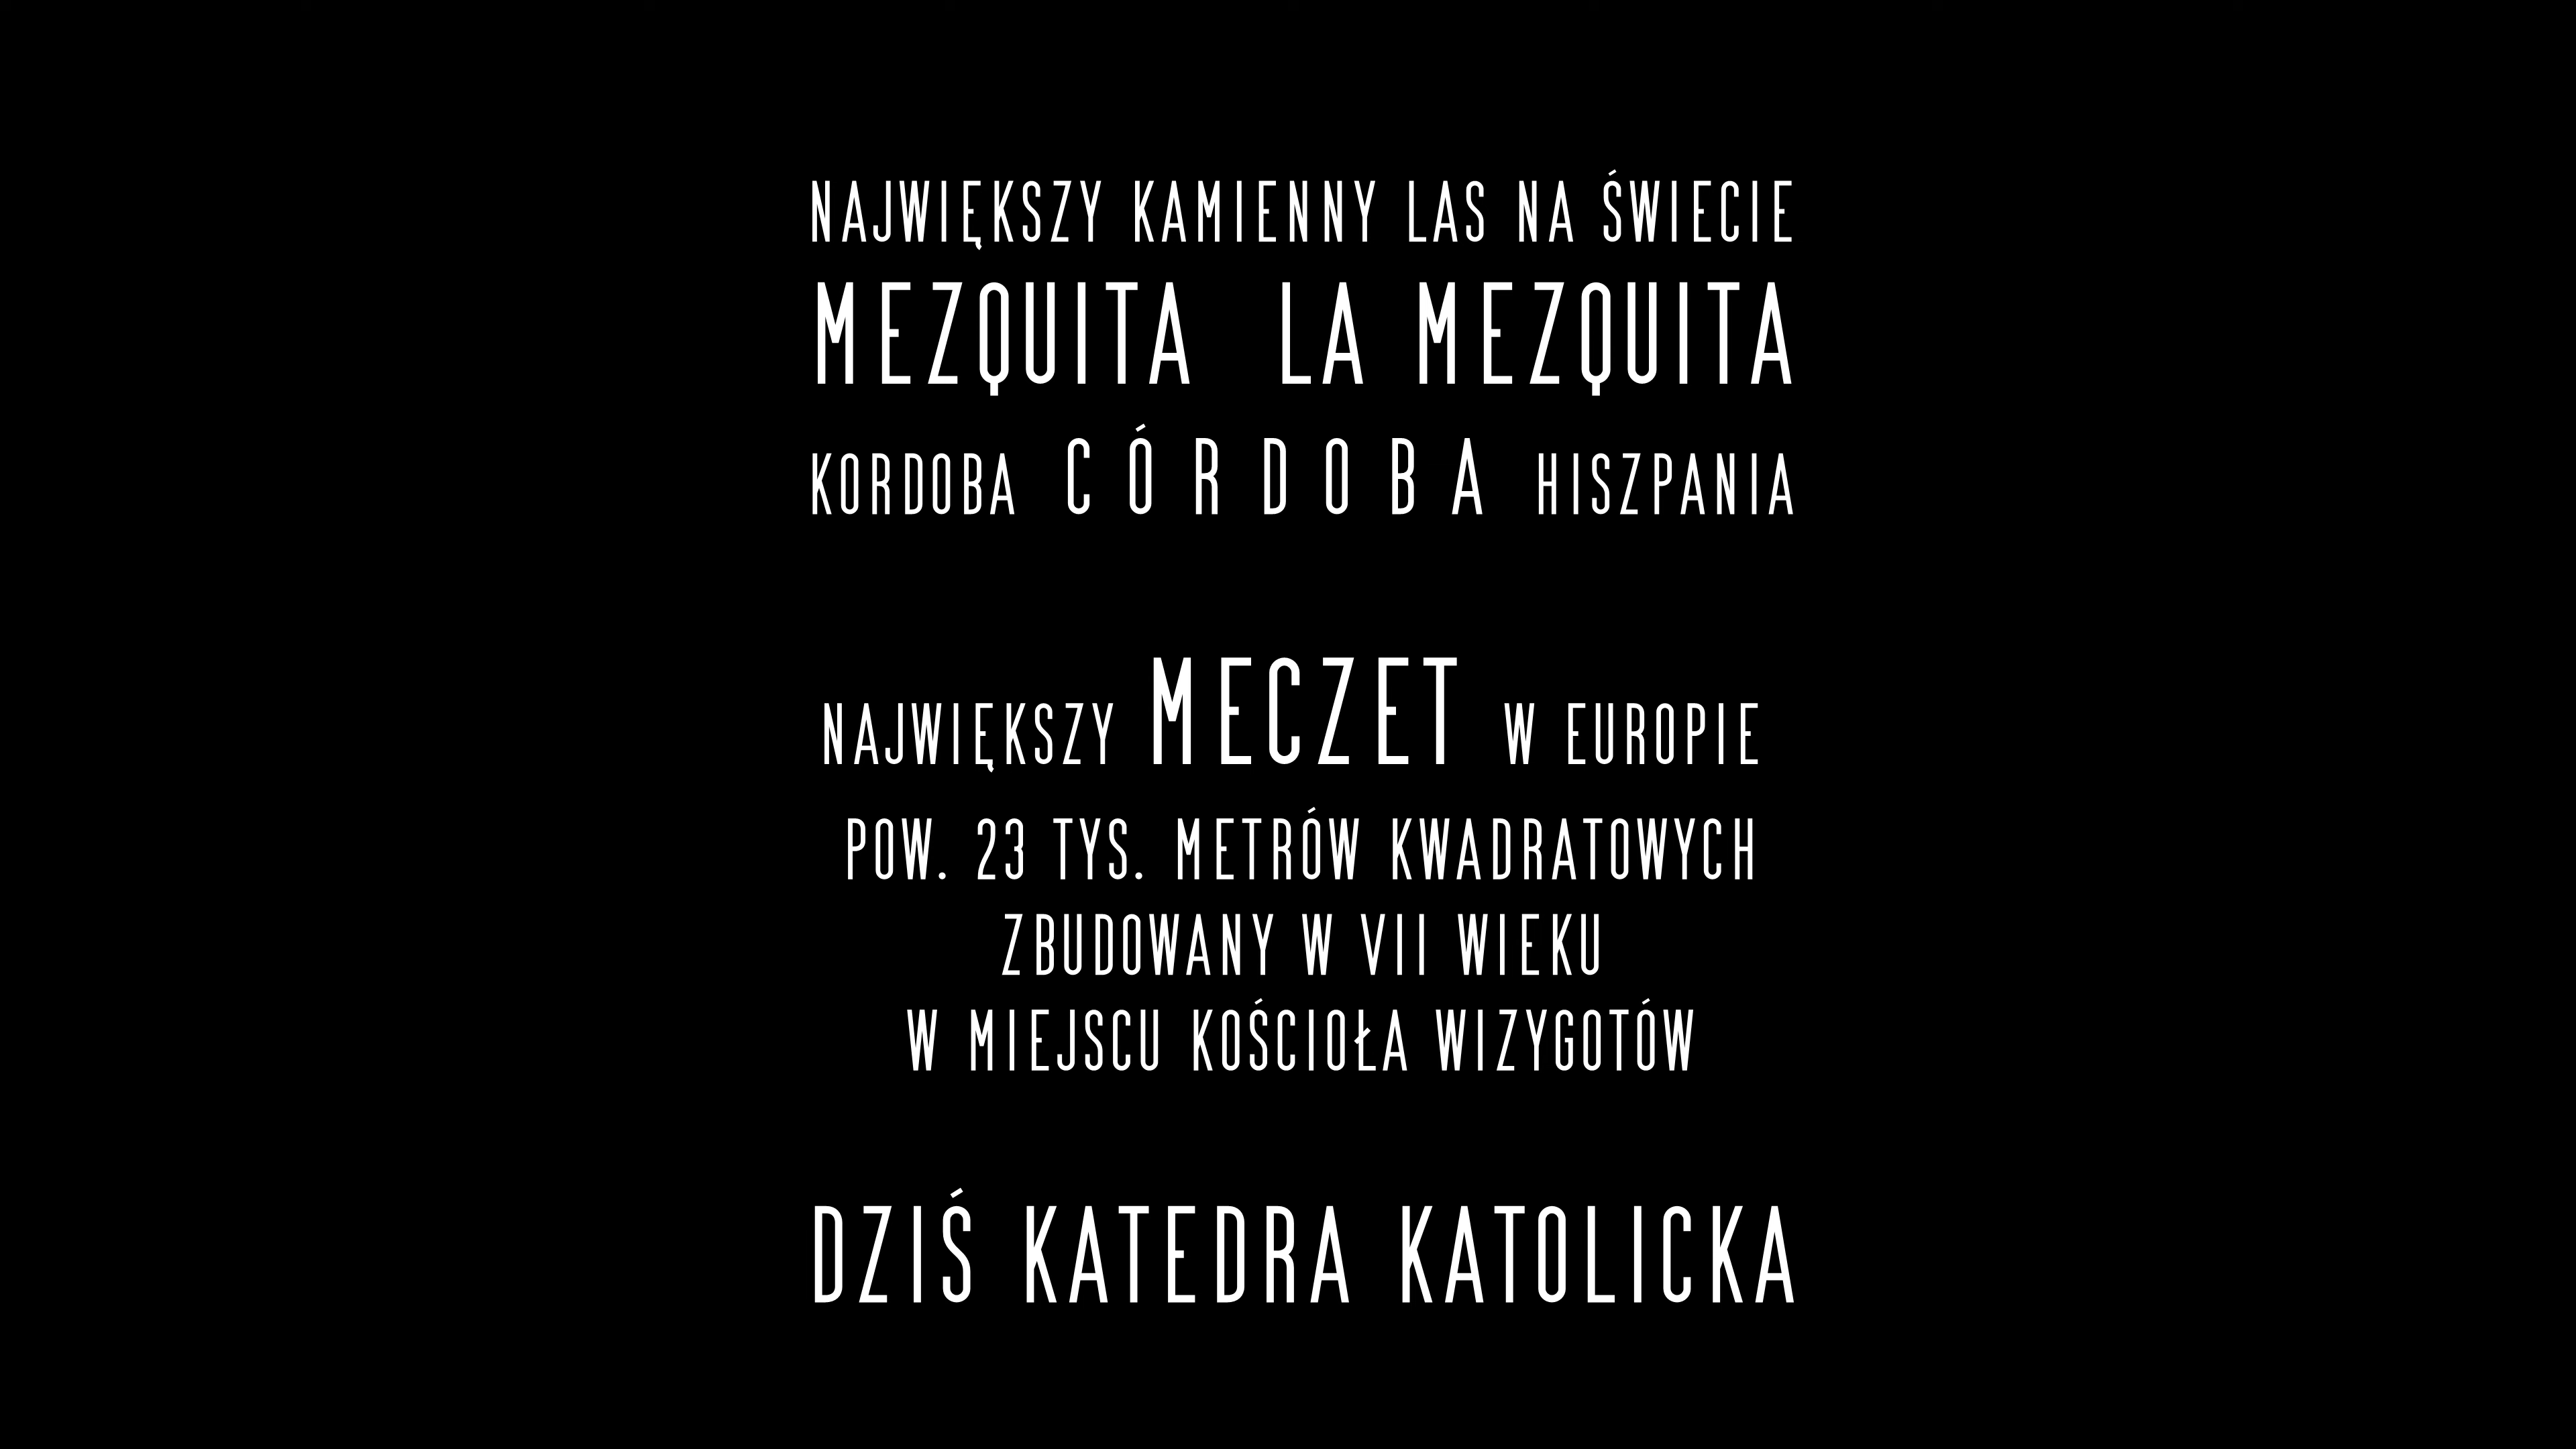 NAJWIĘKSZY KAMIENNY LAS NA ŚWIECIE
MEZQUITA LA MEZQUITA
KORDOBA CÓRDOBA HISZPANIA
NAJWIĘKSZY MECZET W EUROPIE
POW. 23 TYS. METRÓW KWADRATOWYCH
ZBUDOWANY W VII WIEKU
W MIEJSCU KOŚCIOŁA WIZYGOTÓW
DZIŚ KATEDRA KATOLICKA